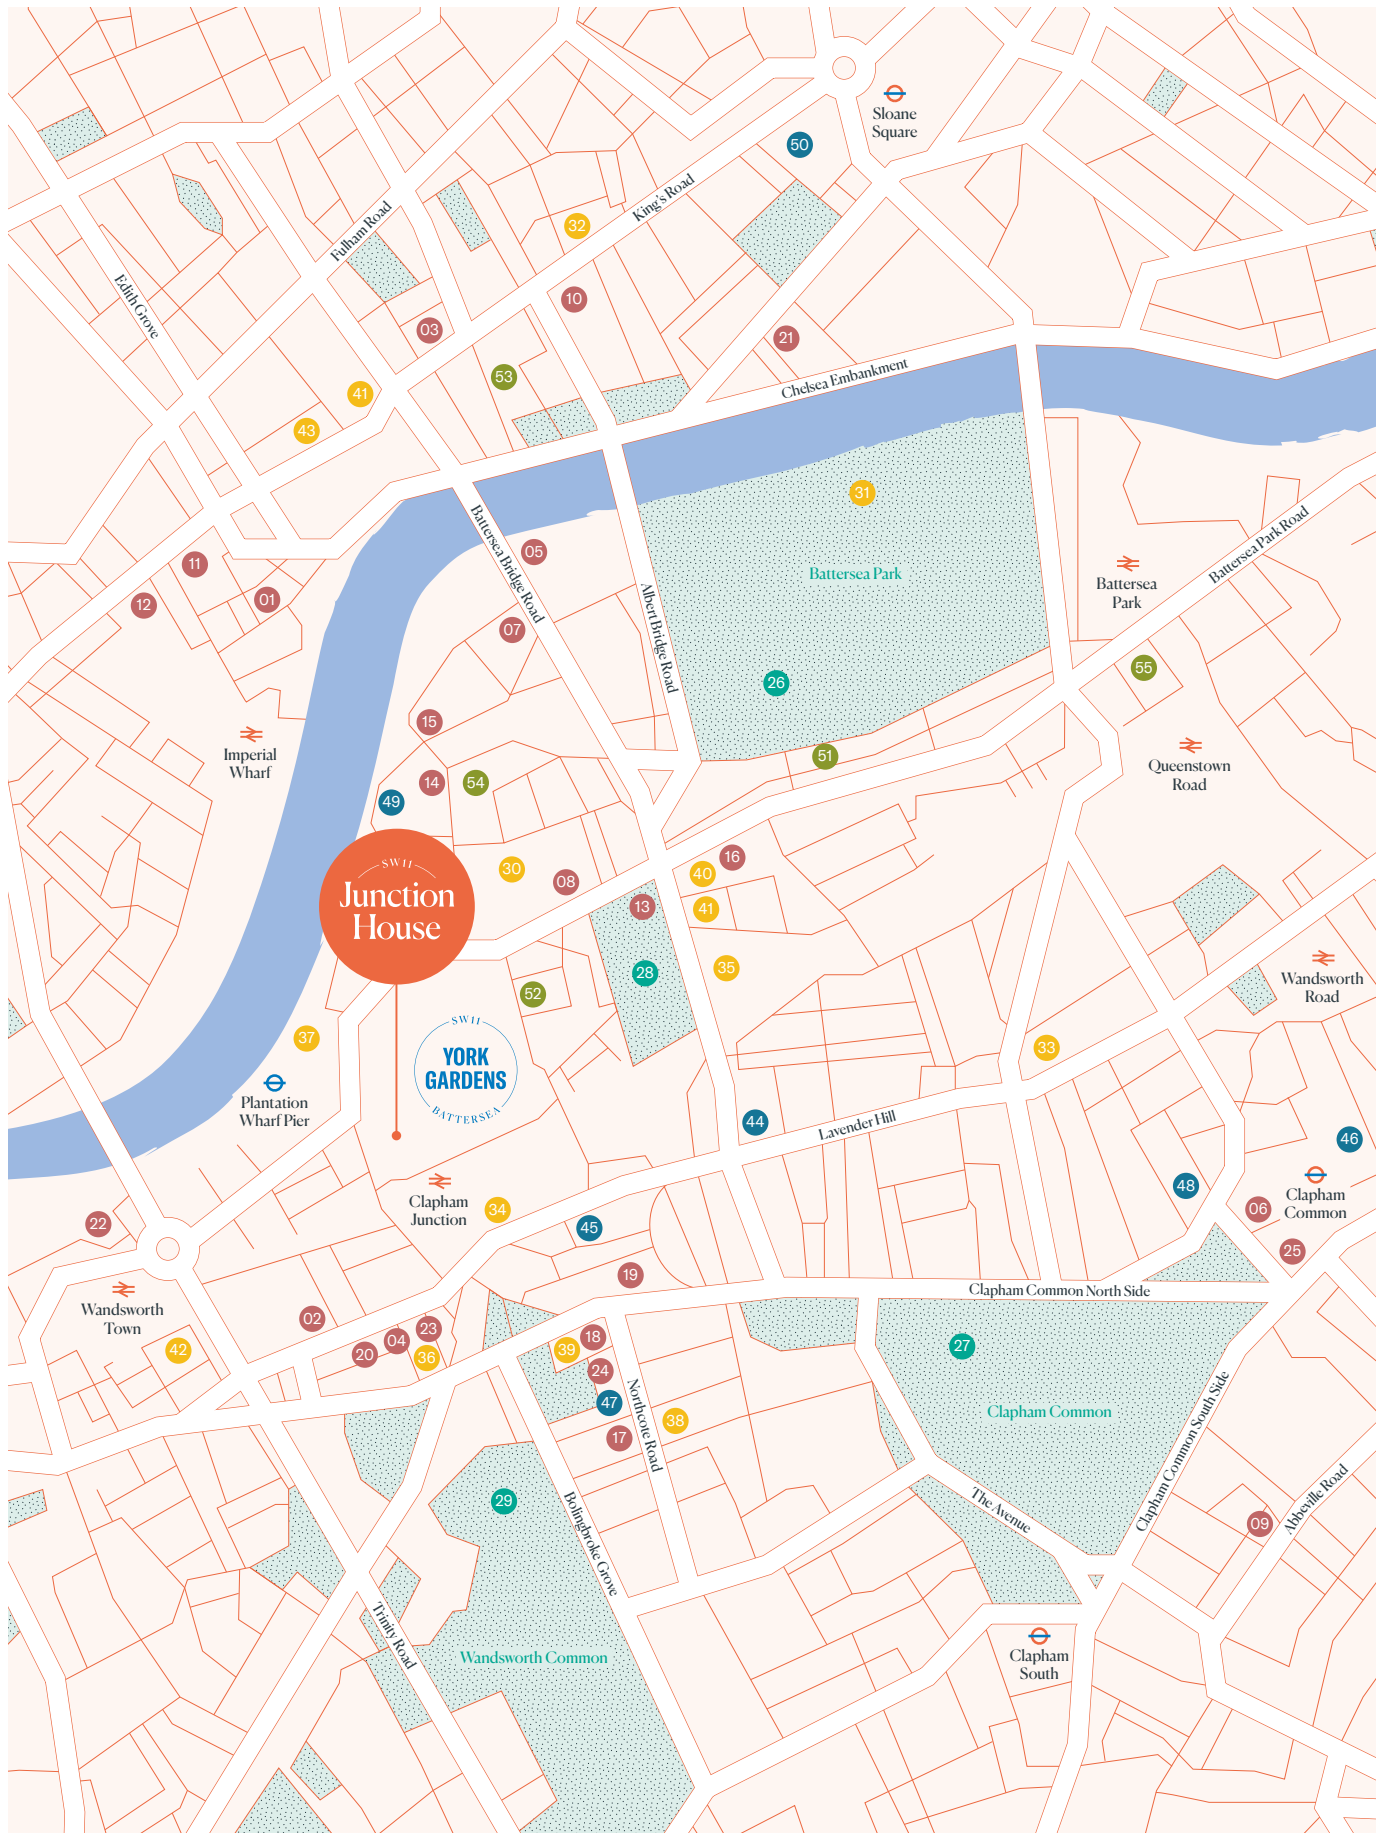 Sloane
Square
50
King's Road
32
Fulham Road
Edith Grove
10
03
21
53
Chelsea Embankment
41
43
31
Battersea Bridge Road
Battersea Park Road
05
11
Battersea
Park
Battersea Park
01
12
Albert Bridge Road
07
55
26
15
Imperial
Wharf
Queenstown
Road
51
14
54
49
SW11
Junction
House
16
30
40
08
13
41
35
28
Wandsworth
Road
52
SW11
YORK
GARDENS
BATTERSEA
37
33
Plantation
Wharf Pier
44
Lavender Hill
46
48
Clapham
Common
Clapham
Junction
34
06
22
45
25
19
Wandsworth
Town
Clapham Common North Side
02
23
18
04
20
36
39
42
27
24
47
Northcote Road
Clapham Common
38
17
Clapham Common South Side
29
Bolingbroke Grove
The Avenue
Abbeville Road
09
Trinity Road
Wandsworth Common
Clapham
South